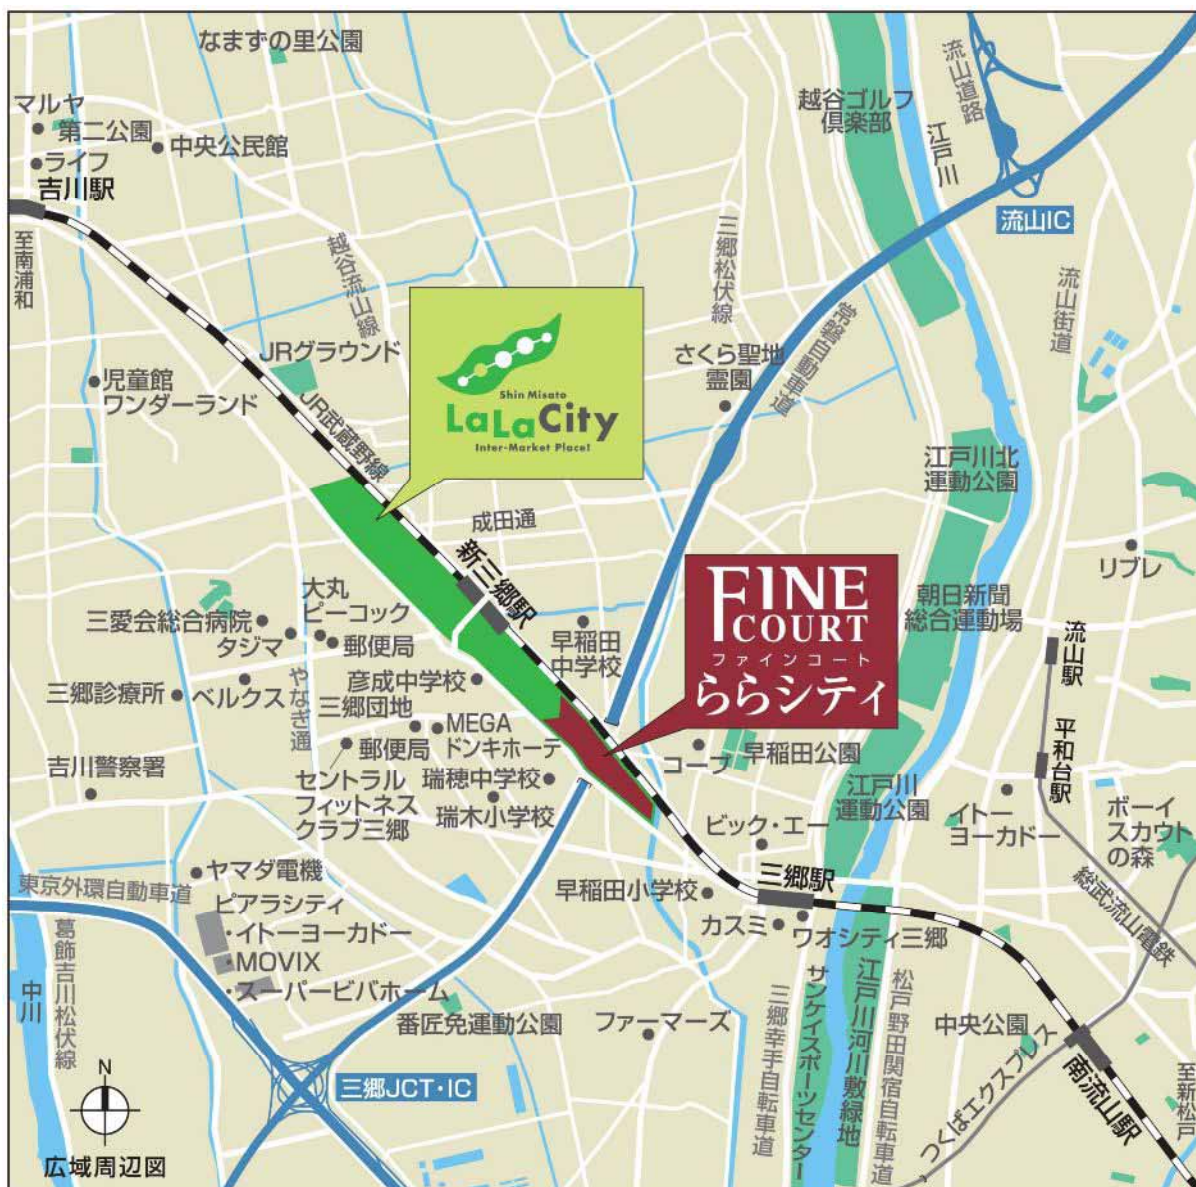 なまずの里公園
マルヤ
第二公園
中央公民館
ライフ
吉川駅
至南浦和
越谷流山線
JRグラウンド
児童館
ワンダーランド
JR武蔵野線
Shin Misato
LaLaCity
Inter-Market Place!
越谷ゴルフ
倶楽部
江戸川
流山道路
流山IC
三郷松伏線
流山街道
常磐自動車道
さくら聖地
霊園
成田通
新三郷駅
江戸川北
運動公園
リブレ
朝日新聞
総合運動場
流山駅
平和台駅
大丸
ピーコック
三愛会総合病院
タジマ
郵便局
早稲田
中学校
FINE
COURT
ファインコート
ららシティ
三郷診療所
ベルクス
やなぎ通
彦成中学校
三郷団地
MEGA
ドンキホーテ
郵便局
コープ
早稲田公園
吉川警察署
セントラル
フィットネス
クラブ三郷
瑞穂中学校
瑞木小学校
江戸川
運動公園
イトー
ヨーカドー
ボーイ
スカウト
の森
ビック・エー
ヤマダ電機
東京外環自動車道
ピアラシティ
・イトーヨーカドー
・MOVIX
・スーパービバホーム
早稲田小学校
三郷駅
カスミ
ワオシティ三郷
総武流山電鉄
葛飾吉川松伏線
中川
番匠免運動公園
ファーマーズ
三郷幸手自転車道
サンケイスポーツセンター
江戸川河川敷緑地
松戸野田関宿自転車道
中央公園
つくばエクスプレス
南流山駅
至新松戸
三郷JCT・IC
N
広域周辺図